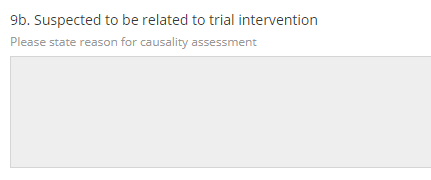 9b. Suspected to be related to trial intervention
Please state reason for causality assessment